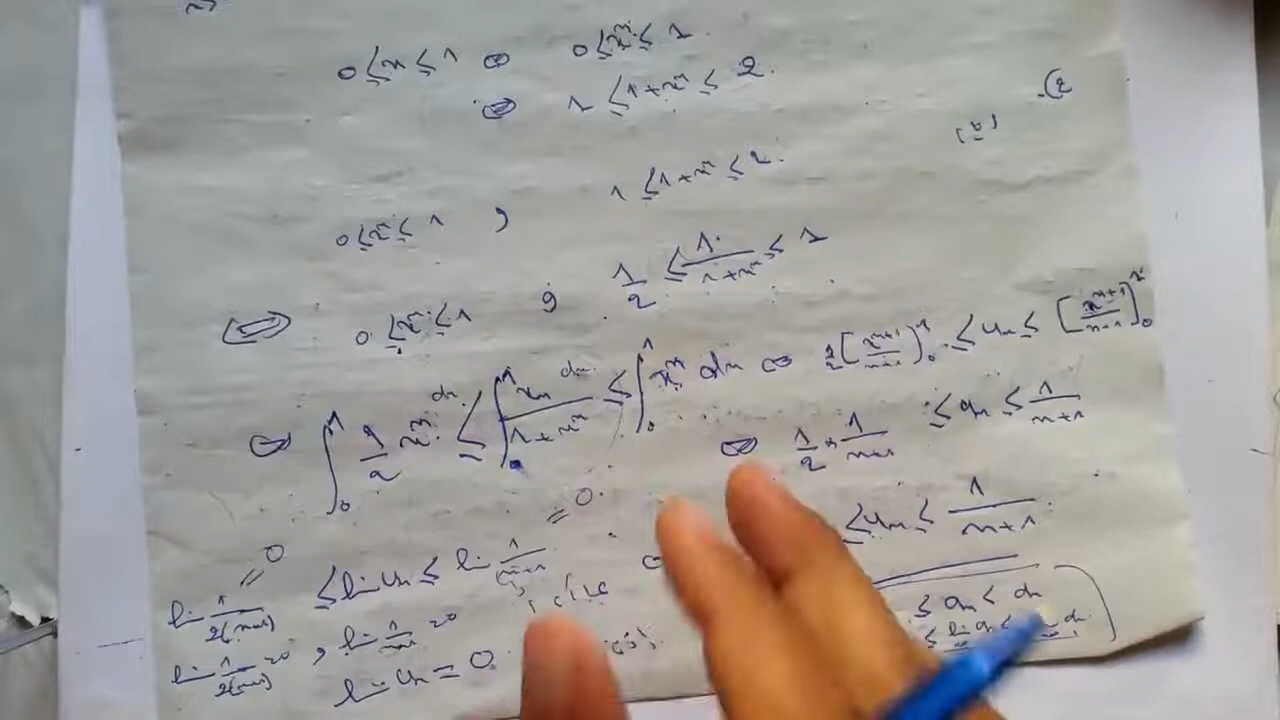 0 ≤ x ≤ 1 ⇔ 0 ≤ xⁿ ≤ 1
⇔ 1 ≤ 1+xⁿ ≤ 2.
2).
1 ≤ 1+xⁿ ≤ 2.
0 ≤ xⁿ ≤ 1 و
1/2 ≤ 1/(1+xⁿ) ≤ 1
⇔ 0 ≤ xⁿ ≤ 1 و
⇔ ∫₀¹ 1/2 xⁿ dx ≤ ∫₀¹ xⁿ/(1+xⁿ) dx ≤ ∫₀¹ xⁿ dx ⇔ 1/2 [xⁿ⁺¹/(n+1)]₀¹ ≤ Uₙ ≤ [xⁿ⁺¹/(n+1)]₀¹
⇔ 1/2 × 1/(n+1) ≤ Uₙ ≤ 1/(n+1)
≤ Uₙ ≤ 1/(n+1)
lim 1/2(n+1) = 0 ≤ lim Uₙ ≤ lim 1/(n+1) = 0.
lim 1/2(n+1) = 0 , lim 1/(n+1) = 0
lim Uₙ = 0